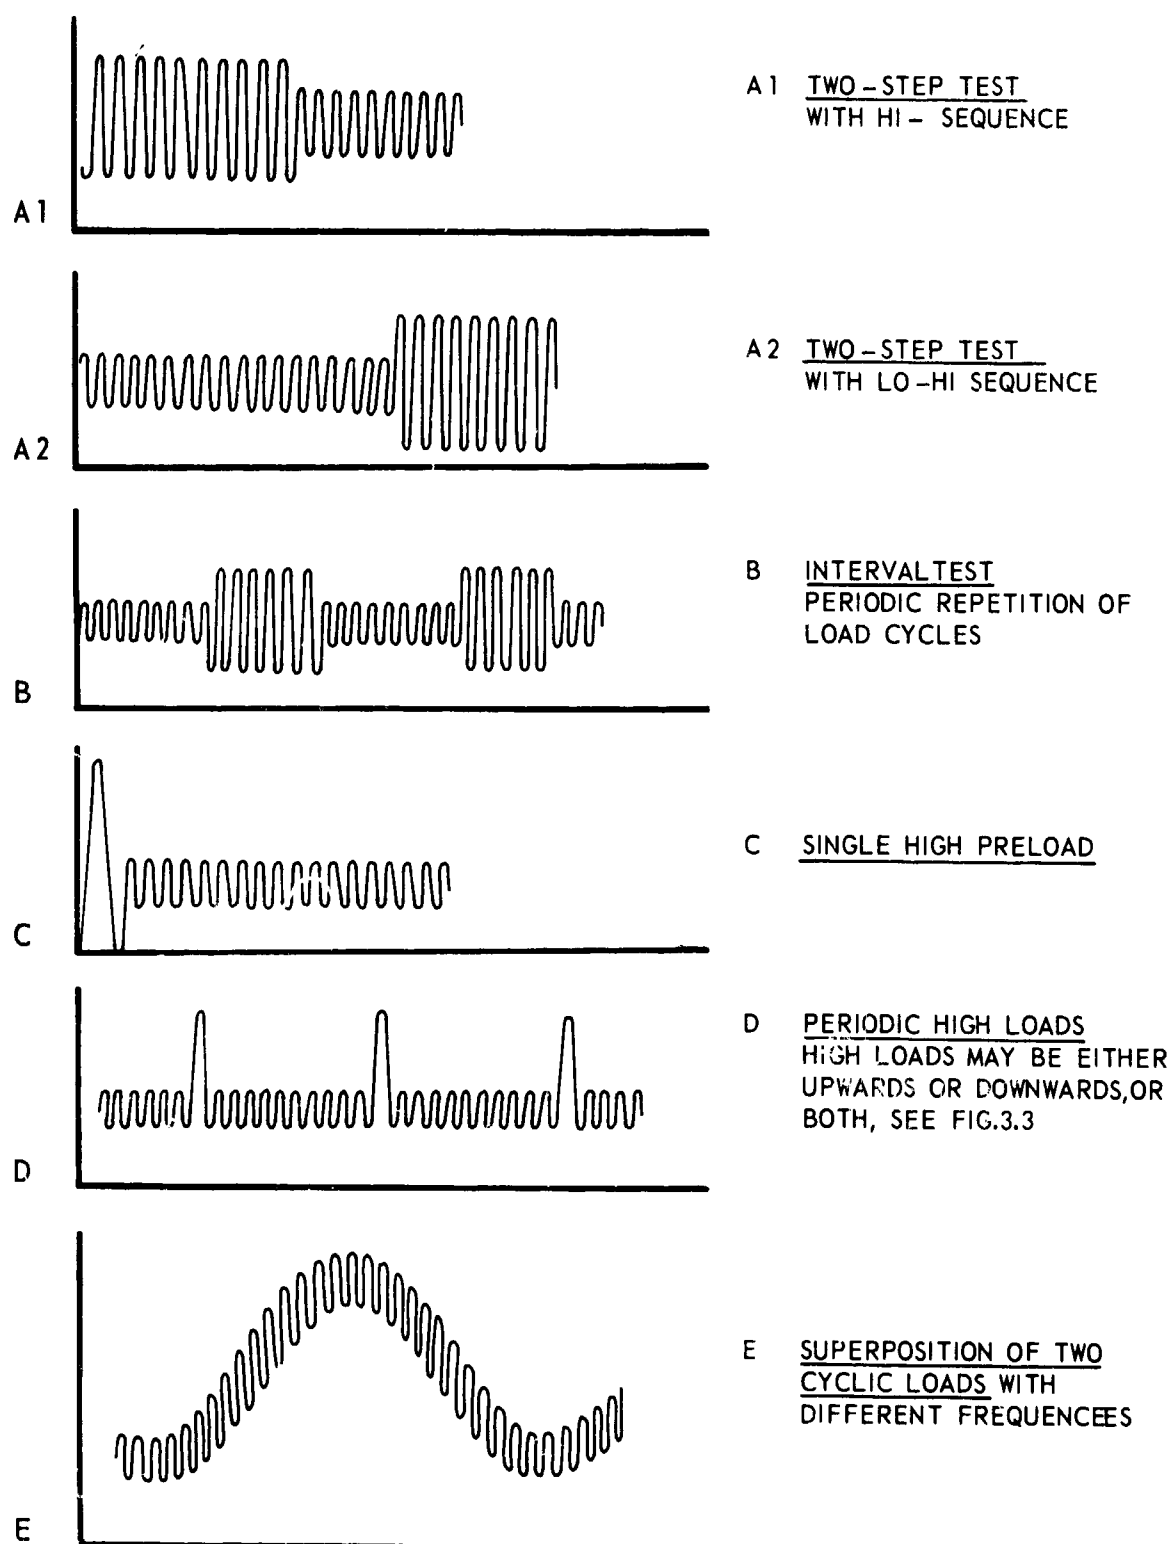 A1
A1 TWO-STEP TEST
WITH HI- SEQUENCE
A2
A2 TWO-STEP TEST
WITH LO-HI SEQUENCE
B
B INTERVALTEST
PERIODIC REPETITION OF
LOAD CYCLES
C
C SINGLE HIGH PRELOAD
D
D PERIODIC HIGH LOADS
HIGH LOADS MAY BE EITHER
UPWARDS OR DOWNWARDS,OR
BOTH, SEE FIG.3.3
E
E SUPERPOSITION OF TWO
CYCLIC LOADS WITH
DIFFERENT FREQUENCEES